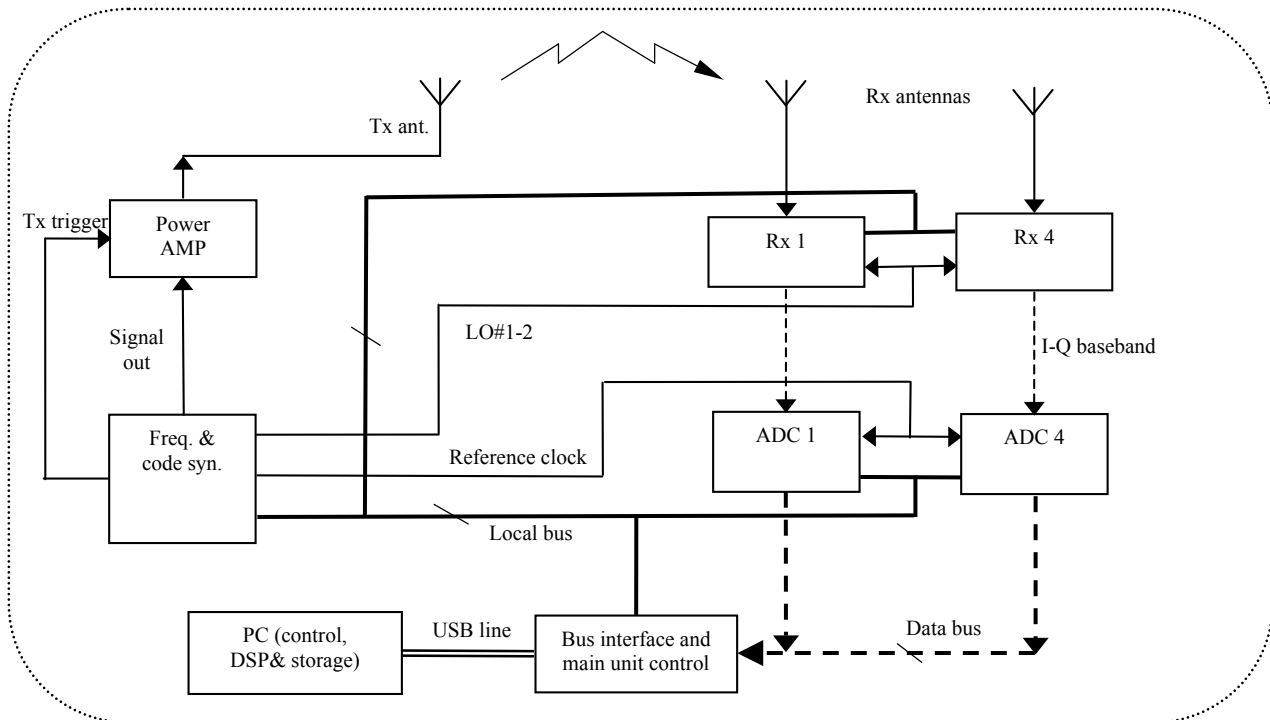 Rx antennas
Tx ant.
Tx trigger
Power
AMP
Rx 1
Rx 4
LO#1-2
Signal
out
I-Q baseband
Freq. &
code syn.
Reference clock
ADC 1
ADC 4
Local bus
PC (control,
DSP& storage)
USB line
Bus interface and
main unit control
Data bus